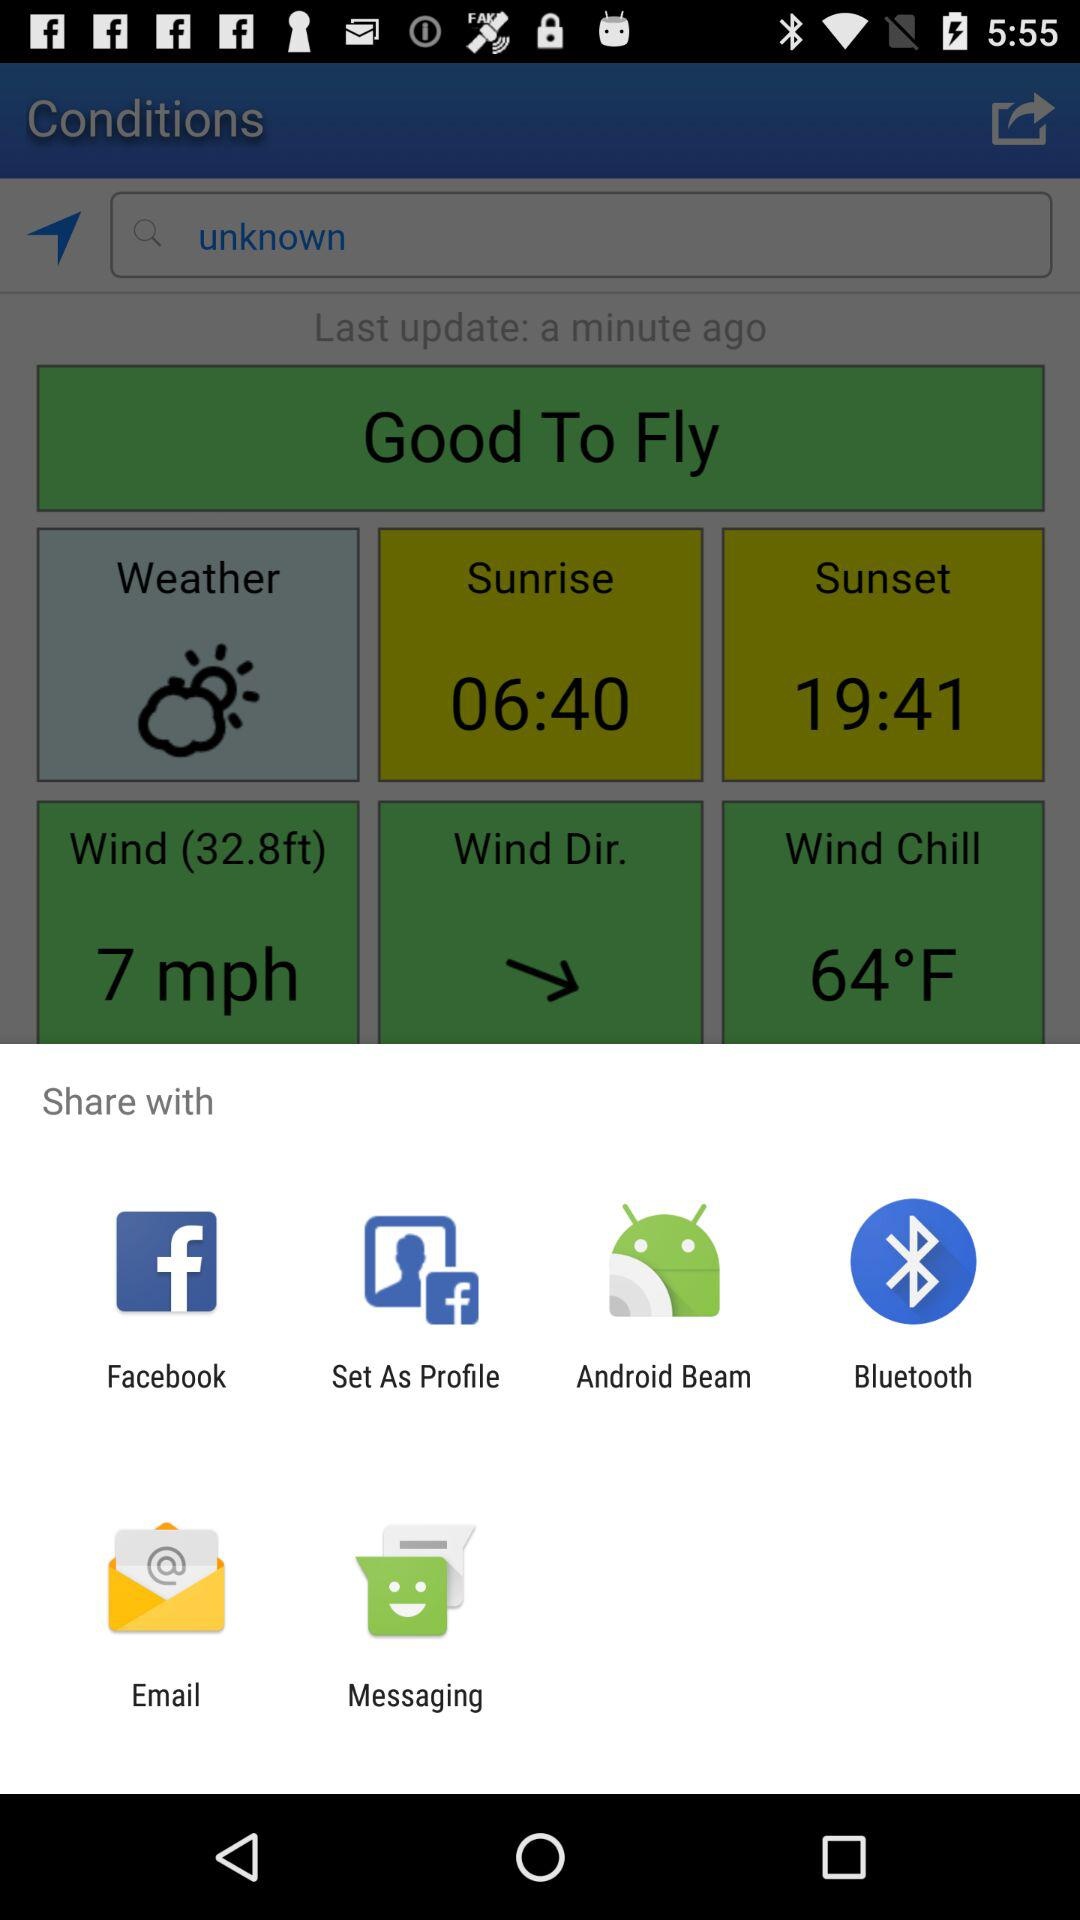 FAKE
5:55
Conditions
unknown
Last update: a minute ago
Good To Fly
Weather Sunrise Sunset
06:40 19:41
Wind (32.8ft) Wind Dir. Wind Chill
7 mph 64°F
Share with
Facebook Set As Profile Android Beam Bluetooth
Email Messaging